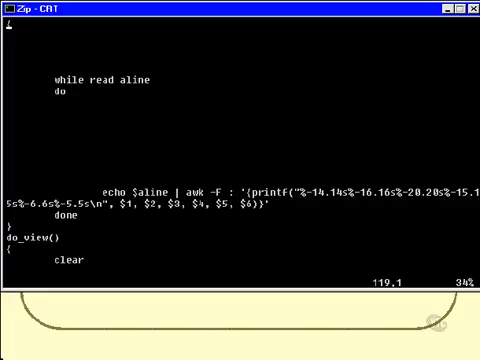 Zip - CRT
{
while read aline
do
echo $aline | awk -F : '{printf("%-14.14s%-16.16s%-20.20s%-15.1
5s%-6.6s%-5.5s\n", $1, $2, $3, $4, $5, $6)}'
done
}
do_view()
{
clear
119,1 34%